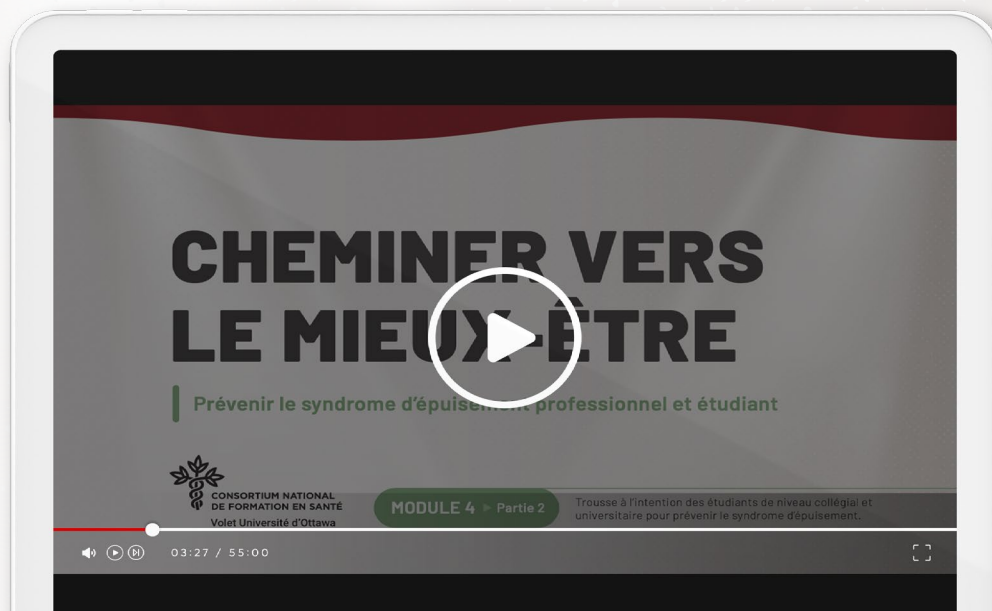 CHEMINER VERS
LE MIEUX-ÊTRE
Prévenir le syndrome d'épuisement professionnel et étudiant
CONSORTIUM NATIONAL
DE FORMATION EN SANTÉ
Volet Université d'Ottawa
MODULE 4 ▶ Partie 2
Trousse à l'intention des étudiants de niveau collégial et
universitaire pour prévenir le syndrome d'épuisement.
03:27 / 55:00